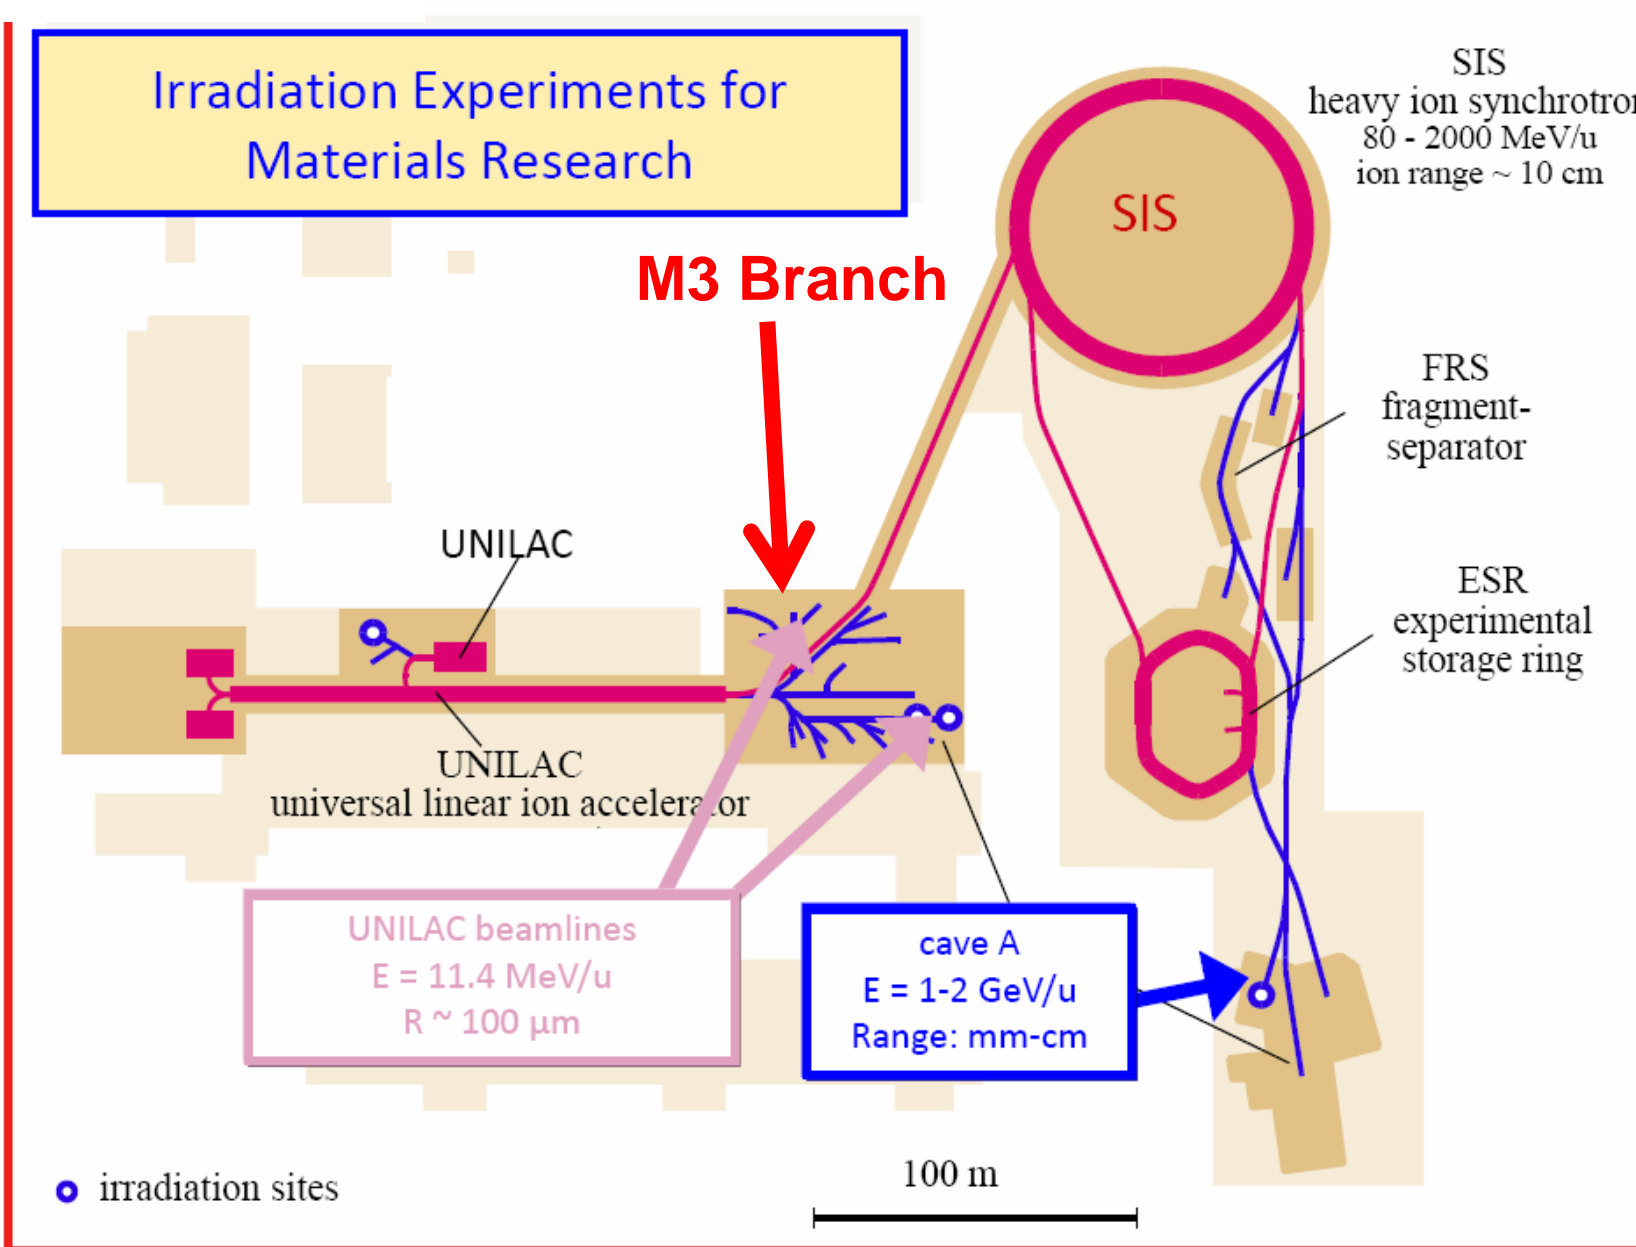 Irradiation Experiments for
Materials Research
SIS
heavy ion synchrotron
80 - 2000 MeV/u
ion range ~ 10 cm
SIS
M3 Branch
FRS
fragment-
separator
UNILAC
ESR
experimental
storage ring
UNILAC
universal linear ion accelerator
UNILAC beamlines
E = 11.4 MeV/u
R ~ 100 µm
cave A
E = 1-2 GeV/u
Range: mm-cm
100 m
irradiation sites